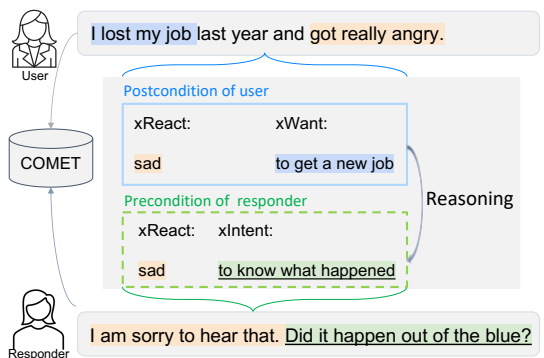 I lost my job last year and got really angry.
User
Postcondition of user
xReact: xWant:
sad to get a new job
COMET
Reasoning
Precondition of responder
xReact: xIntent:
sad to know what happened
I am sorry to hear that. Did it happen out of the blue?
Responder